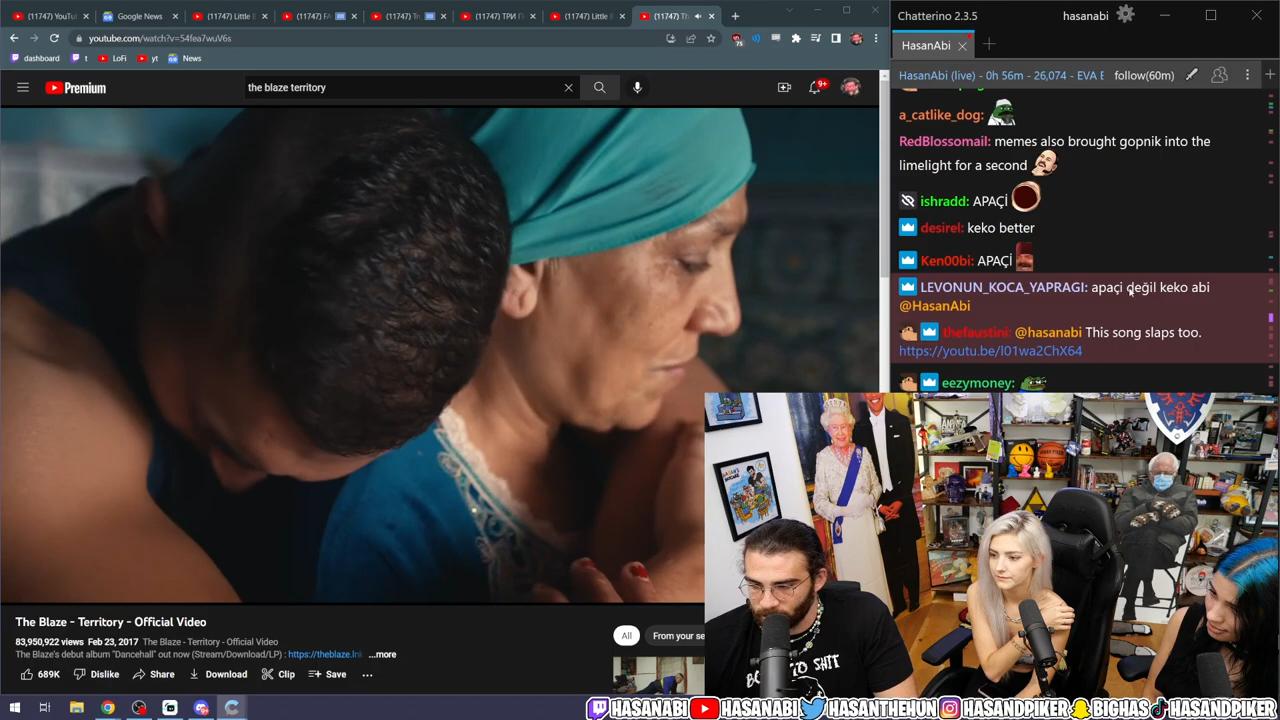 (11747) YouTu
Google News
(11747) Little E
(11747) FA
(11747) Tr
(11747) ТРИ П
(11747) Little E
(11747) Th
youtube.com/watch?v=54fea7wuV6s
75
dashboard
t
LoFi
yt
News
Premium
the blaze territory
9+
The Blaze - Territory - Official Video
83,950,922 views Feb 23, 2017 The Blaze - Territory - Official Video
The Blaze's debut album "Dancehall" out now (Stream/Download/LP) : https://theblaze.lnk ...more
689K
Dislike
Share
Download
Clip
Save
All
From your se
Chatterino 2.3.5
hasanabi
HasanAbi
HasanAbi (live) - 0h 56m - 26,074 - EVA E
follow(60m)
a_catlike_dog:
RedBlossomail: memes also brought gopnik into the
limelight for a second
ishradd: APAÇİ
desirel: keko better
Ken00bi: APAÇİ
LEVONUN_KOCA_YAPRAGI: apaçi değil keko abi
@HasanAbi
thefaustini: @hasanabi This song slaps too.
https://youtu.be/l01wa2ChX64
eezymoney:
HASANABI
HASANABI
HASANTHEHUN
HASANDPIKER
BIGHAS
HASANDPIKER